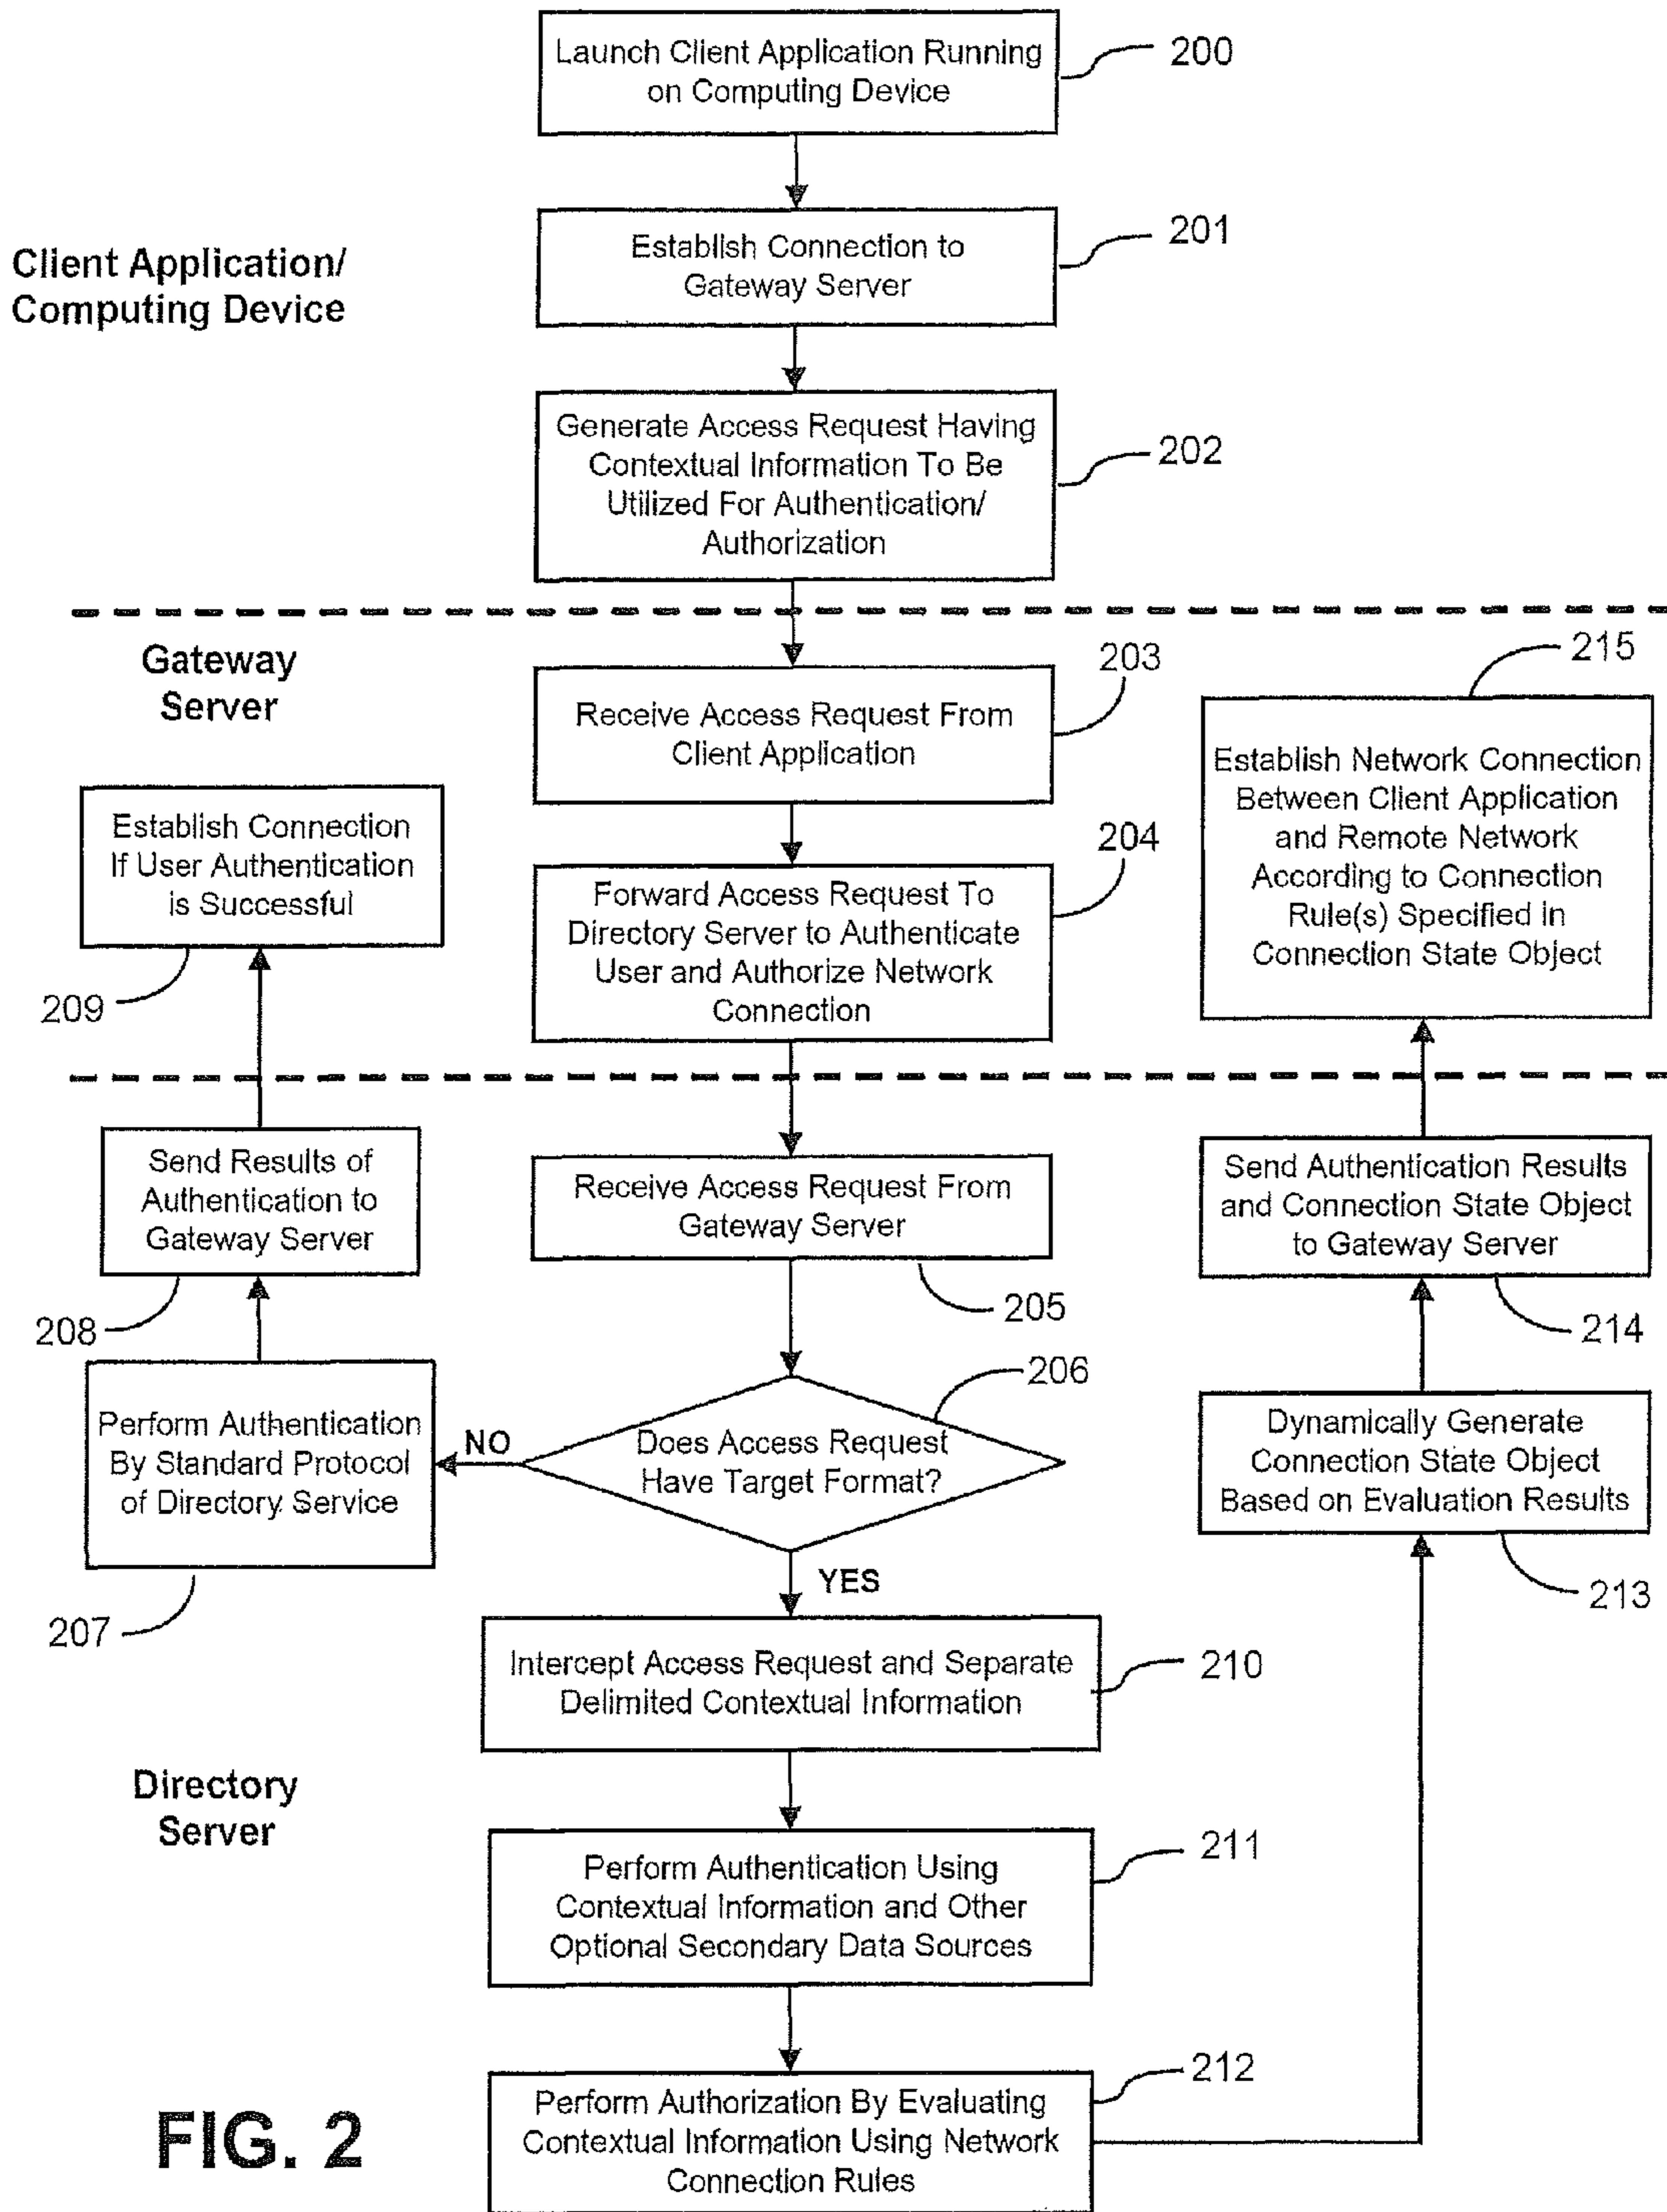 Launch Client Application Running
on Computing Device
200
Establish Connection to
Gateway Server
201
Client Application/
Computing Device
Generate Access Request Having
Contextual Information To Be
Utilized For Authentication/
Authorization
202
Gateway
Server
Receive Access Request From
Client Application
203
215
Establish Network Connection
Between Client Application
and Remote Network
According to Connection
Rule(s) Specified in
Connection State Object
Establish Connection
If User Authentication
is Successful
209
Forward Access Request To
Directory Server to Authenticate
User and Authorize Network
Connection
204
Send Results of
Authentication to
Gateway Server
208
Receive Access Request From
Gateway Server
205
Send Authentication Results
and Connection State Object
to Gateway Server
214
Perform Authentication
By Standard Protocol
of Directory Service
207
NO
Does Access Request
Have Target Format?
206
YES
Dynamically Generate
Connection State Object
Based on Evaluation Results
213
Intercept Access Request and Separate
Delimited Contextual Information
210
Directory
Server
Perform Authentication Using
Contextual Information and Other
Optional Secondary Data Sources
211
Perform Authorization By Evaluating
Contextual Information Using Network
Connection Rules
212
FIG. 2